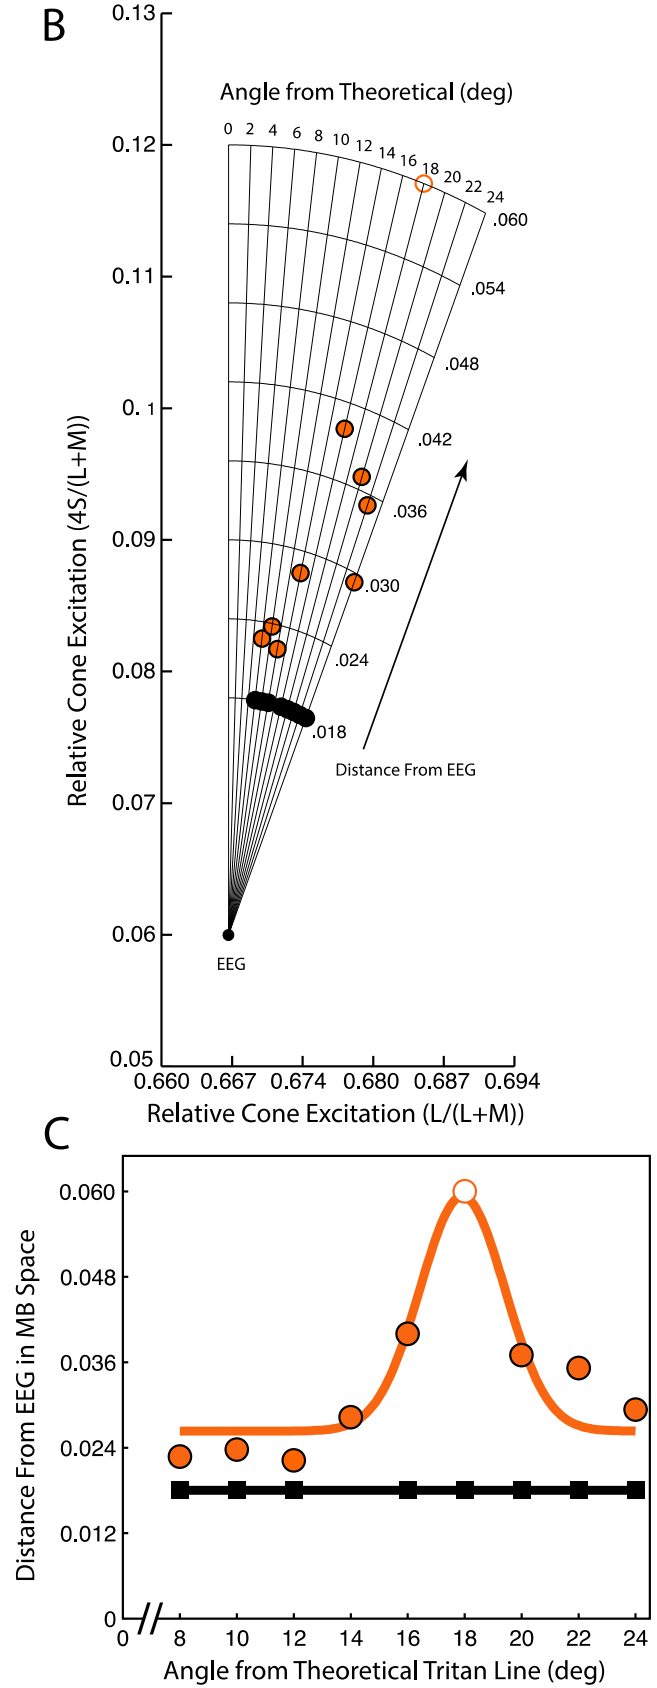 B
0.13
0.12
0.11
0.1
0.09
0.08
0.07
0.06
0.05
Relative Cone Excitation (4S/(L+M))
Angle from Theoretical (deg)
0 2 4 6 8 10 12 14 16 18 20 22 24
.060
.054
.048
.042
.036
.030
.024
.018
Distance From EEG
EEG
0.660 0.667 0.674 0.680 0.687 0.694
Relative Cone Excitation (L/(L+M))
C
0.060
0.048
0.036
0.024
0.012
0
Distance From EEG in MB Space
0 8 10 12 14 16 18 20 22 24
Angle from Theoretical Tritan Line (deg)